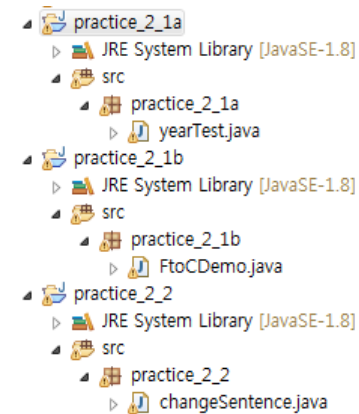 practice_2_1a
JRE System Library [JavaSE-1.8]
src
practice_2_1a
yearTest.java
practice_2_1b
JRE System Library [JavaSE-1.8]
src
practice_2_1b
FtoCDemo.java
practice_2_2
JRE System Library [JavaSE-1.8]
src
practice_2_2
changeSentence.java